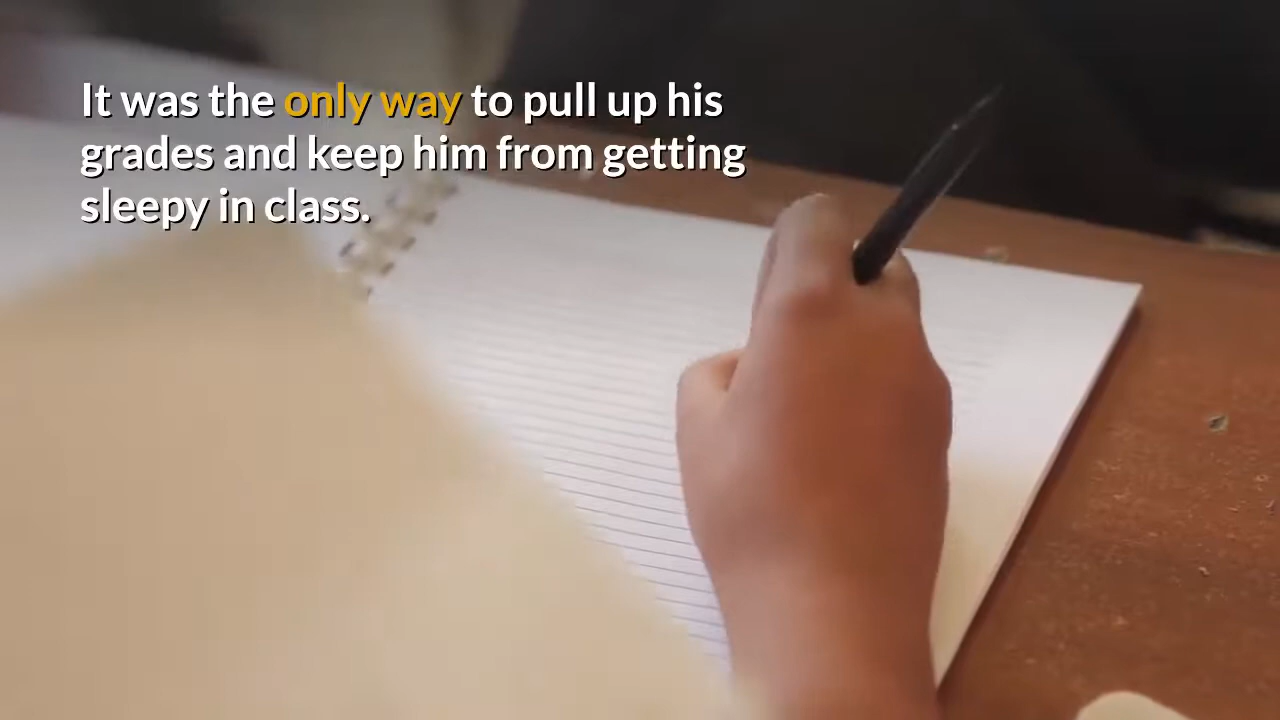 It was the only way to pull up his
grades and keep him from getting
sleepy in class.